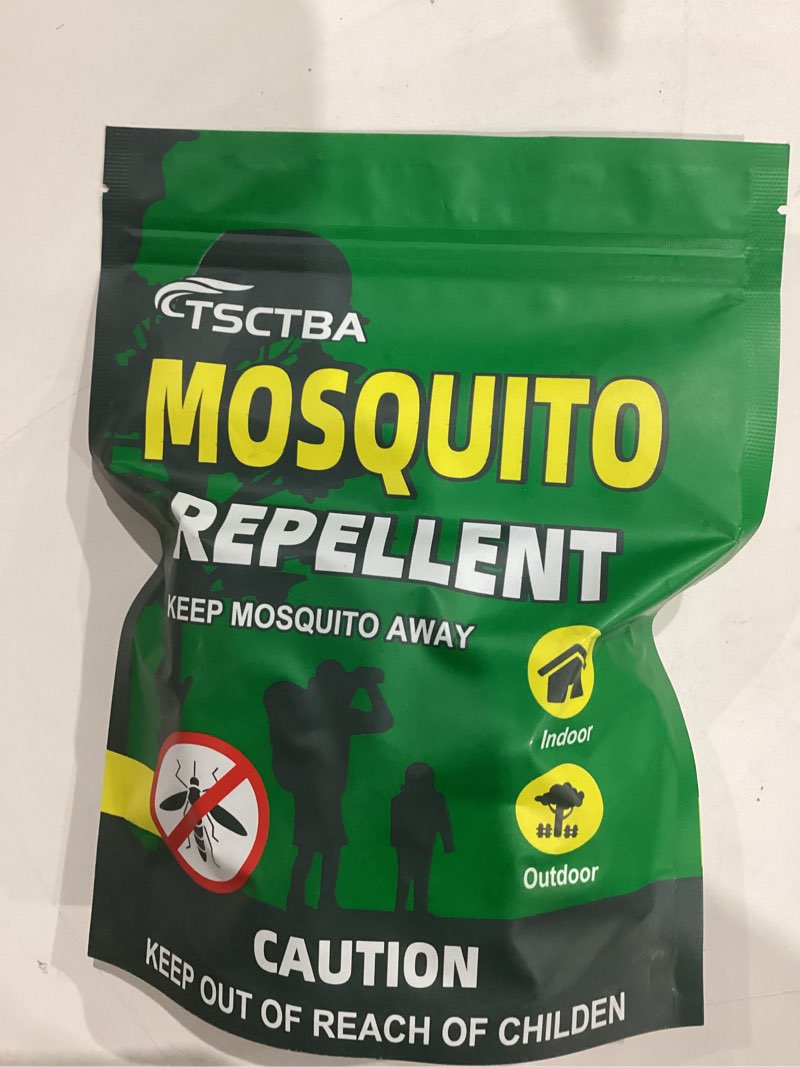 TSCTBA
MOSQUITO
REPELLENT
KEEP MOSQUITO AWAY
Indoor
Outdoor
CAUTION
KEEP OUT OF REACH OF CHILDEN